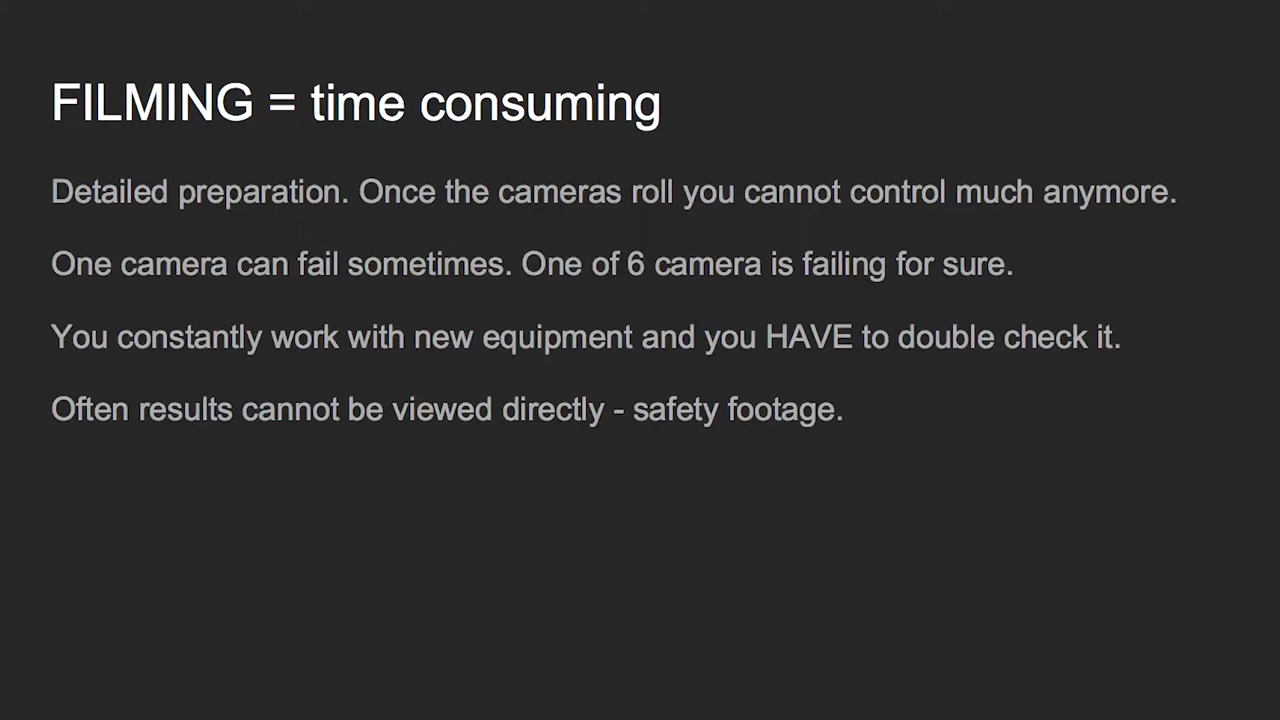 FILMING = time consuming
Detailed preparation. Once the cameras roll you cannot control much anymore.
One camera can fail sometimes. One of 6 camera is failing for sure.
You constantly work with new equipment and you HAVE to double check it.
Often results cannot be viewed directly - safety footage.